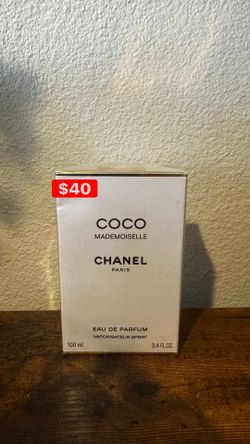 $40
COCO
MADEMOISELLE
CHANEL
PARIS
EAU DE PARFUM
VAPORISATEUR SPRAY
100 ml 3.4 FL.OZ.